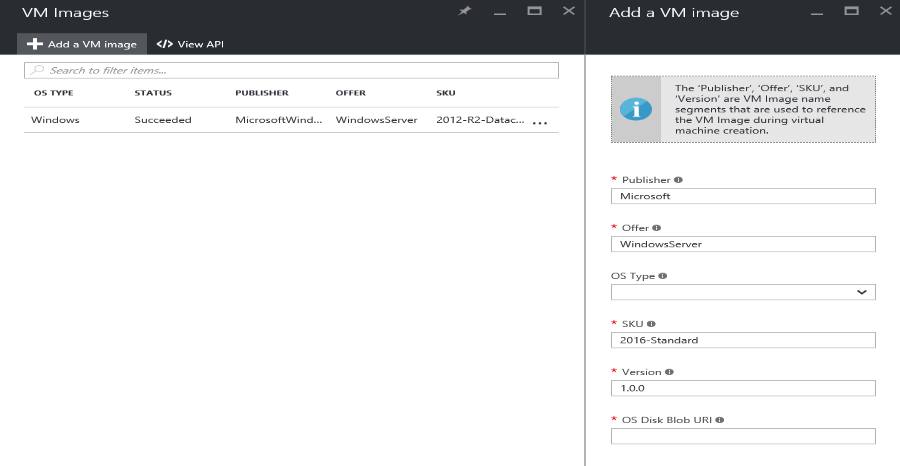 VM Images
Add a VM image
View API
Search to filter items...
OS TYPE STATUS PUBLISHER OFFER SKU
Windows Succeeded MicrosoftWind... WindowsServer 2012-R2-Datac... ...
Add a VM image
The 'Publisher', 'Offer', 'SKU', and
'Version' are VM Image name
segments that are used to reference
the VM Image during virtual
machine creation.
* Publisher
Microsoft
* Offer
WindowsServer
OS Type
* SKU
2016-Standard
* Version
1.0.0
* OS Disk Blob URI